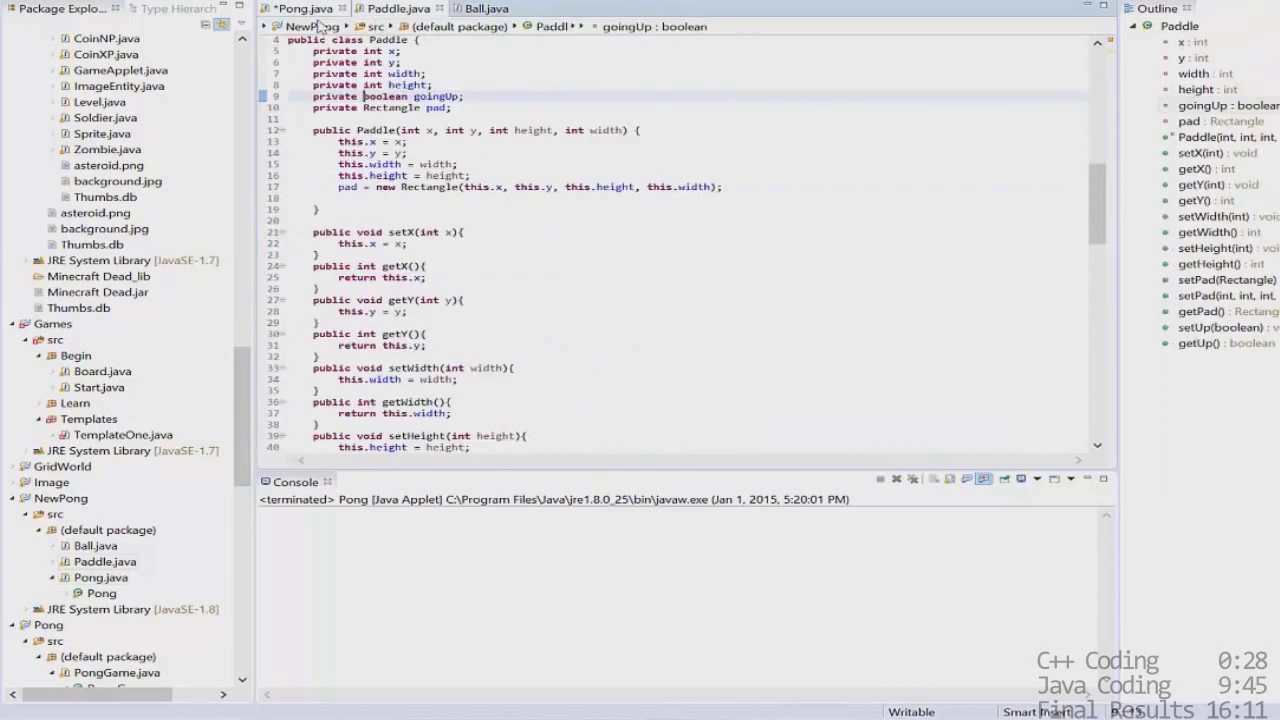 Package Explo...
Type Hierarch
CoinNP.java
CoinXP.java
GameApplet.java
ImageEntity.java
Level.java
Soldier.java
Sprite.java
Zombie.java
asteroid.png
background.jpg
Thumbs.db
asteroid.png
background.jpg
Thumbs.db
JRE System Library [JavaSE-1.7]
Minecraft Dead_lib
Minecraft Dead.jar
Thumbs.db
Games
src
Begin
Board.java
Start.java
Learn
Templates
TemplateOne.java
JRE System Library [JavaSE-1.7]
GridWorld
Image
NewPong
src
(default package)
Ball.java
Paddle.java
Pong.java
Pong
JRE System Library [JavaSE-1.8]
Pong
src
(default package)
PongGame.java
*Pong.java Paddle.java Ball.java
NewPong src (default package) Paddl goingUp : boolean
4 public class Paddle {
5 private int x;
6 private int y;
7 private int width;
8 private int height;
9 private boolean goingUp;
10 private Rectangle pad;
11
12 public Paddle(int x, int y, int height, int width) {
13 this.x = x;
14 this.y = y;
15 this.width = width;
16 this.height = height;
17 pad = new Rectangle(this.x, this.y, this.height, this.width);
18
19 }
20
21 public void setX(int x){
22 this.x = x;
23 }
24 public int getX(){
25 return this.x;
26 }
27 public void getY(int y){
28 this.y = y;
29 }
30 public int getY(){
31 return this.y;
32 }
33 public void setWidth(int width){
34 this.width = width;
35 }
36 public int getWidth(){
37 return this.width;
38 }
39 public void setHeight(int height){
40 this.height = height;
Console
<terminated> Pong [Java Applet] C:\Program Files\Java\jre1.8.0_25\bin\javaw.exe (Jan 1, 2015, 5:20:01 PM)
Outline
Paddle
x : int
y : int
width : int
height : int
goingUp : boolean
pad : Rectangle
Paddle(int, int, int,
setX(int) : void
getX() : int
getY(int) : void
getY() : int
setWidth(int) : void
getWidth() : int
setHeight(int) : void
getHeight() : int
setPad(Rectangle)
setPad(int, int, int,
getPad() : Rectang
setUp(boolean) : vo
getUp() : boolean
C++ Coding 0:28
Java Coding 9:45
Final Results 16:11
Writable Smart Insert